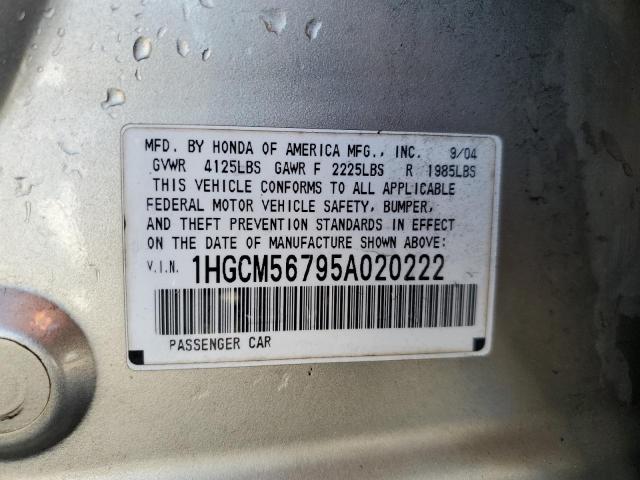 MFD. BY HONDA OF AMERICA MFG., INC. 9/04
GVWR 4125LBS GAWR F 2225LBS R 1985LBS
THIS VEHICLE CONFORMS TO ALL APPLICABLE
FEDERAL MOTOR VEHICLE SAFETY, BUMPER,
AND THEFT PREVENTION STANDARDS IN EFFECT
ON THE DATE OF MANUFACTURE SHOWN ABOVE:
V.I.N. 1HGCM56795A020222
PASSENGER CAR